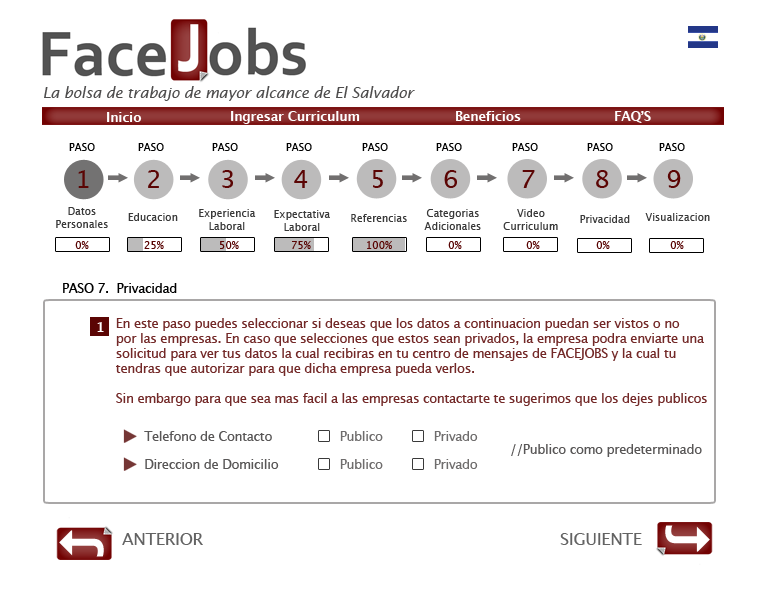 FaceJobs
La bolsa de trabajo de mayor alcance de El Salvador
Inicio Ingresar Curriculum Beneficios FAQ'S
PASO PASO PASO PASO PASO PASO PASO PASO PASO
1 2 3 4 5 6 7 8 9
Datos Personales Educacion Experiencia Laboral Expectativa Laboral Referencias Categorias Adicionales Video Curriculum Privacidad Visualizacion
0% 25% 50% 75% 100% 0% 0% 0% 0%
PASO 7. Privacidad
1 En este paso puedes seleccionar si deseas que los datos a continuacion puedan ser vistos o no
por las empresas. En caso que selecciones que estos sean privados, la empresa podra enviarte una
solicitud para ver tus datos la cual recibiras en tu centro de mensajes de FACEJOBS y la cual tu
tendras que autorizar para que dicha empresa pueda verlos.
Sin embargo para que sea mas facil a las empresas contactarte te sugerimos que los dejes publicos
Telefono de Contacto Publico Privado
//Publico como predeterminado
Direccion de Domicilio Publico Privado
ANTERIOR SIGUIENTE